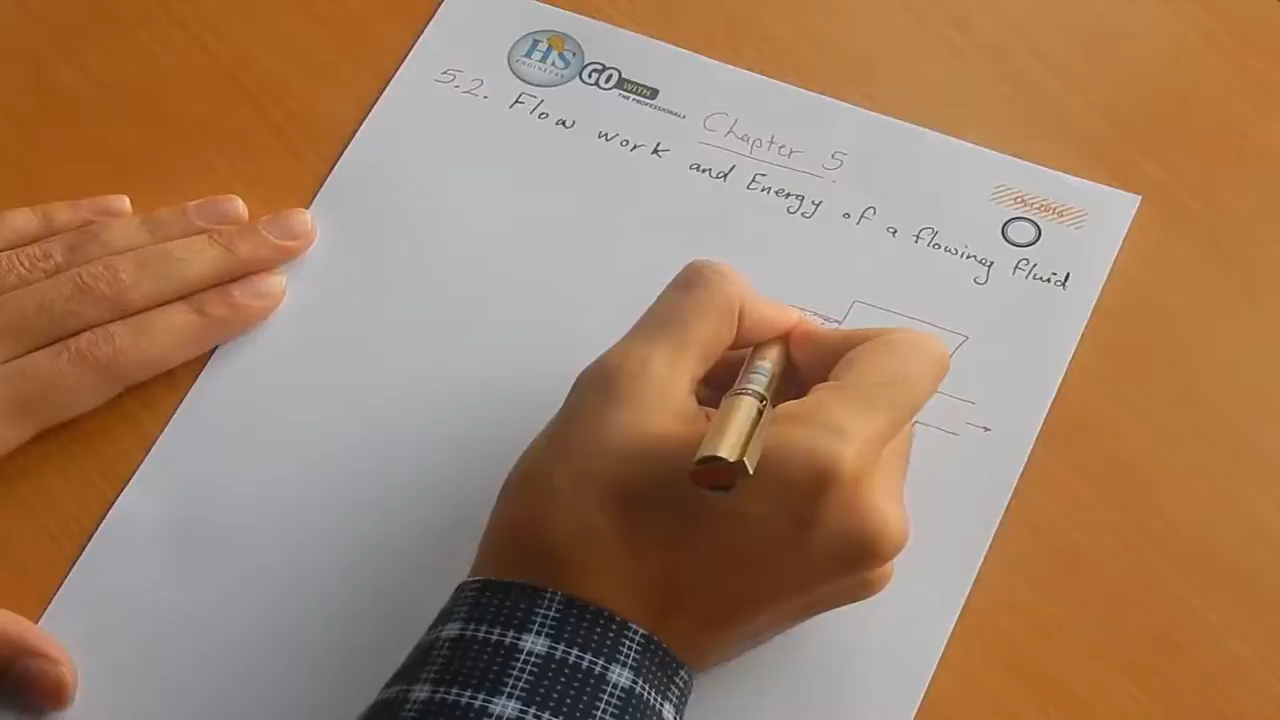 HS
ENGINEERS
GO WITH
THE PROFESSIONALS
Chapter 5
5.2. Flow work and Energy of a flowing fluid